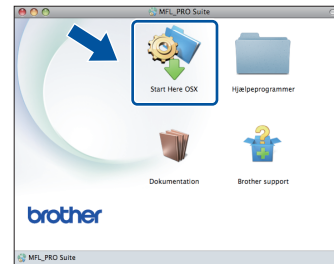 MFL_PRO Suite
Start Here OSX
Hjælpeprogrammer
Dokumentation
Brother support
brother
MFL_PRO Suite